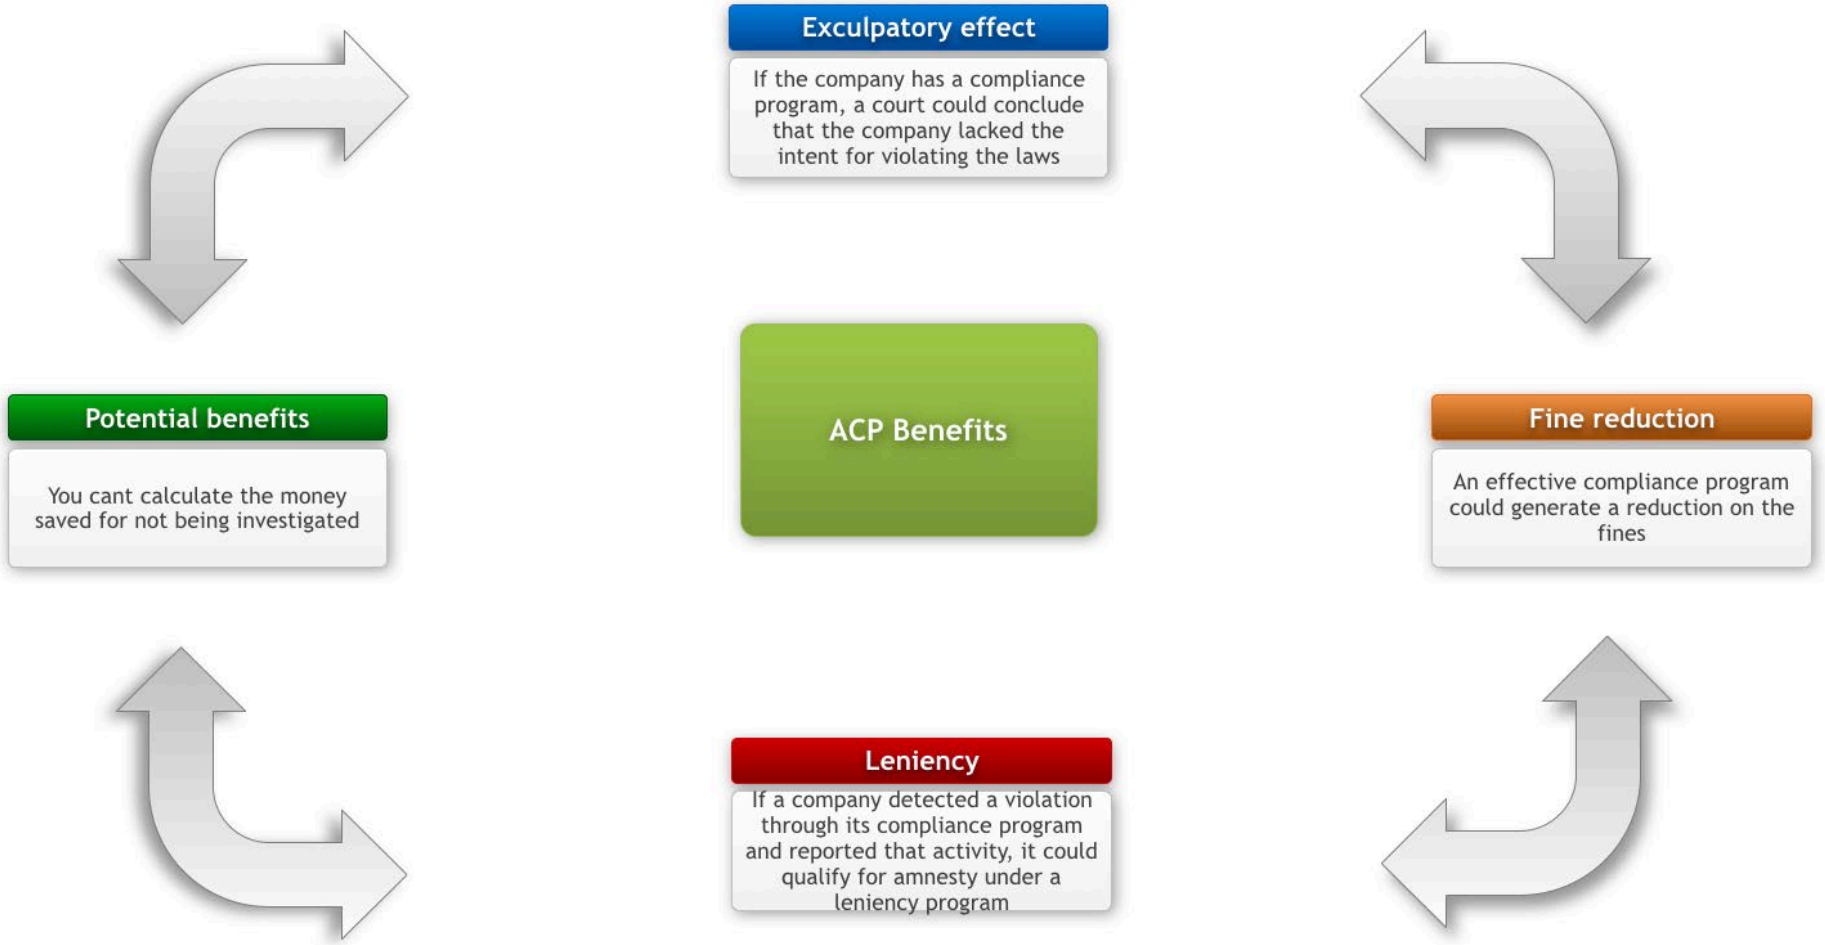 Exculpatory effect
If the company has a compliance
program, a court could conclude
that the company lacked the
intent for violating the laws
Potential benefits
You cant calculate the money
saved for not being investigated
ACP Benefits
Fine reduction
An effective compliance program
could generate a reduction on the
fines
Leniency
If a company detected a violation
through its compliance program
and reported that activity, it could
qualify for amnesty under a
leniency program